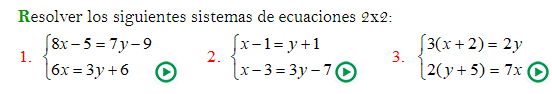 Resolver los siguientes sistemas de ecuaciones 2x2:
1. {8x – 5 = 7y – 9
6x = 3y + 6
2. {x – 1 = y + 1
x – 3 = 3y – 7
3. {3(x + 2) = 2y
2(y + 5) = 7x